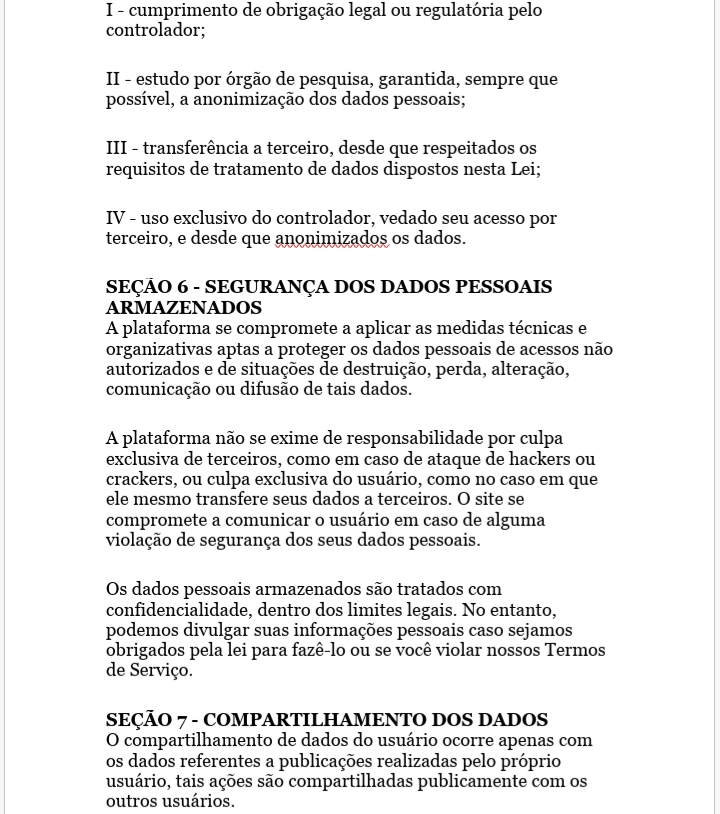 I - cumprimento de obrigação legal ou regulatória pelo
controlador;
II - estudo por órgão de pesquisa, garantida, sempre que
possível, a anonimização dos dados pessoais;
III - transferência a terceiro, desde que respeitados os
requisitos de tratamento de dados dispostos nesta Lei;
IV - uso exclusivo do controlador, vedado seu acesso por
terceiro, e desde que anonimizados os dados.
SEÇÃO 6 - SEGURANÇA DOS DADOS PESSOAIS
ARMAZENADOS
A plataforma se compromete a aplicar as medidas técnicas e
organizativas aptas a proteger os dados pessoais de acessos não
autorizados e de situações de destruição, perda, alteração,
comunicação ou difusão de tais dados.
A plataforma não se exime de responsabilidade por culpa
exclusiva de terceiros, como em caso de ataque de hackers ou
crackers, ou culpa exclusiva do usuário, como no caso em que
ele mesmo transfere seus dados a terceiros. O site se
compromete a comunicar o usuário em caso de alguma
violação de segurança dos seus dados pessoais.
Os dados pessoais armazenados são tratados com
confidencialidade, dentro dos limites legais. No entanto,
podemos divulgar suas informações pessoais caso sejamos
obrigados pela lei para fazê-lo ou se você violar nossos Termos
de Serviço.
SEÇÃO 7 - COMPARTILHAMENTO DOS DADOS
O compartilhamento de dados do usuário ocorre apenas com
os dados referentes a publicações realizadas pelo próprio
usuário, tais ações são compartilhadas publicamente com os
outros usuários.